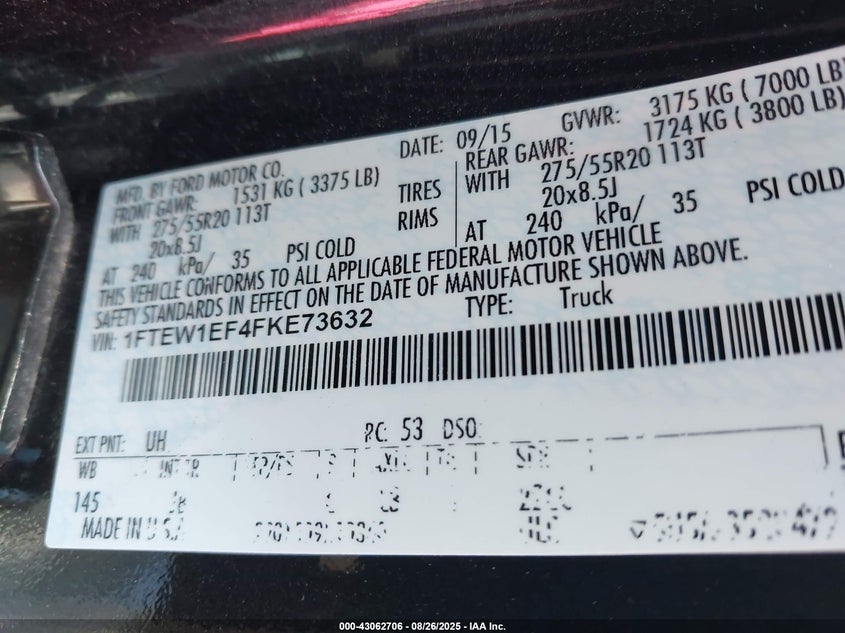 MFD. BY FORD MOTOR CO. DATE: 09/15 GVWR: 3175 KG ( 7000 LB)
FRONT GAWR: 1531 KG ( 3375 LB) REAR GAWR: 1724 KG ( 3800 LB)
WITH 275/55R20 113T TIRES WITH 275/55R20 113T
20x8.5J RIMS 20x8.5J
AT 240 kPa/ 35 PSI COLD AT 240 kPa/ 35 PSI COLD
THIS VEHICLE CONFORMS TO ALL APPLICABLE FEDERAL MOTOR VEHICLE
SAFETY STANDARDS IN EFFECT ON THE DATE OF MANUFACTURE SHOWN ABOVE.
VIN: 1FTEW1EF4FKE73632 TYPE: Truck
EXT PNT: UH RC: 53 DSO:
WB
145
MADE IN U.S.A
000-43062706 - 08/26/2025 - IAA Inc.